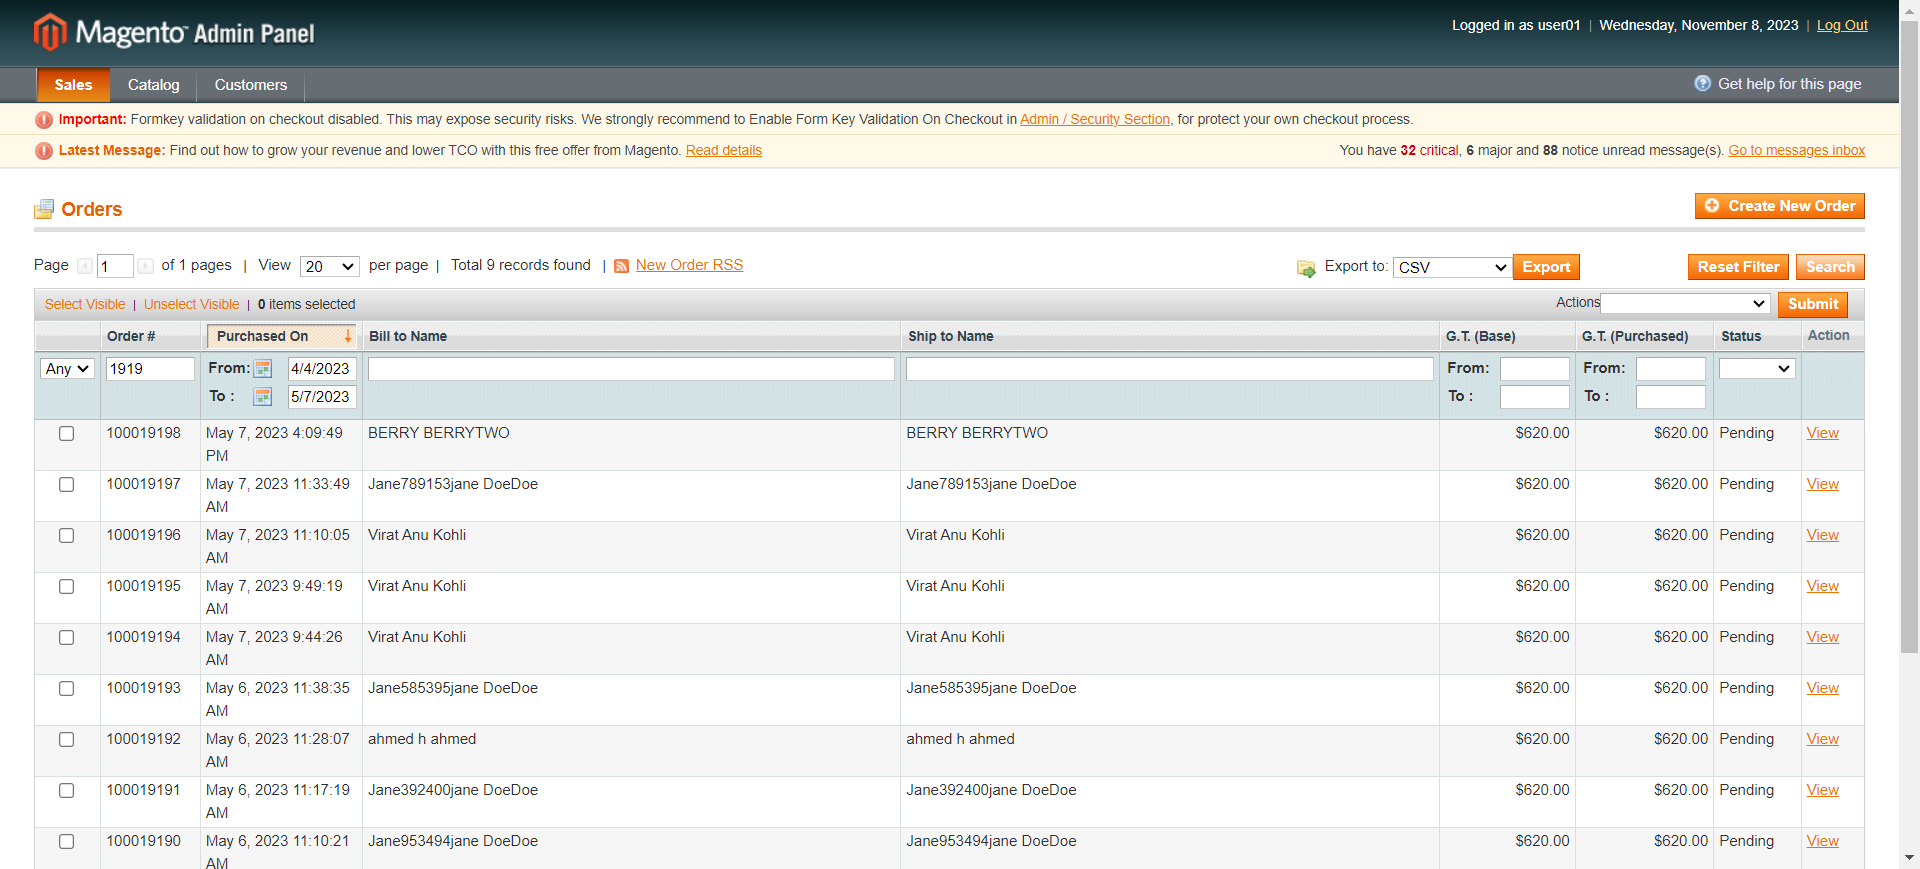 Magento™ Admin Panel
Logged in as user01 | Wednesday, November 8, 2023 | Log Out
Sales Catalog Customers Get help for this page
Important: Formkey validation on checkout disabled. This may expose security risks. We strongly recommend to Enable Form Key Validation On Checkout in Admin / Security Section, for protect your own checkout process.
Latest Message: Find out how to grow your revenue and lower TCO with this free offer from Magento. Read details You have 32 critical, 6 major and 88 notice unread message(s). Go to messages inbox
Orders Create New Order
Page 1 of 1 pages | View 20 per page | Total 9 records found | New Order RSS Export to: CSV Export Reset Filter Search
Select Visible | Unselect Visible | 0 items selected Actions Submit
Order # Purchased On Bill to Name Ship to Name G.T. (Base) G.T. (Purchased) Status Action
Any 1919 From: 4/4/2023 From: From:
To : 5/7/2023 To : To :
100019198 May 7, 2023 4:09:49 BERRY BERRYTWO BERRY BERRYTWO $620.00 $620.00 Pending View
PM
100019197 May 7, 2023 11:33:49 Jane789153jane DoeDoe Jane789153jane DoeDoe $620.00 $620.00 Pending View
AM
100019196 May 7, 2023 11:10:05 Virat Anu Kohli Virat Anu Kohli $620.00 $620.00 Pending View
AM
100019195 May 7, 2023 9:49:19 Virat Anu Kohli Virat Anu Kohli $620.00 $620.00 Pending View
AM
100019194 May 7, 2023 9:44:26 Virat Anu Kohli Virat Anu Kohli $620.00 $620.00 Pending View
AM
100019193 May 6, 2023 11:38:35 Jane585395jane DoeDoe Jane585395jane DoeDoe $620.00 $620.00 Pending View
AM
100019192 May 6, 2023 11:28:07 ahmed h ahmed ahmed h ahmed $620.00 $620.00 Pending View
AM
100019191 May 6, 2023 11:17:19 Jane392400jane DoeDoe Jane392400jane DoeDoe $620.00 $620.00 Pending View
AM
100019190 May 6, 2023 11:10:21 Jane953494jane DoeDoe Jane953494jane DoeDoe $620.00 $620.00 Pending View
AM